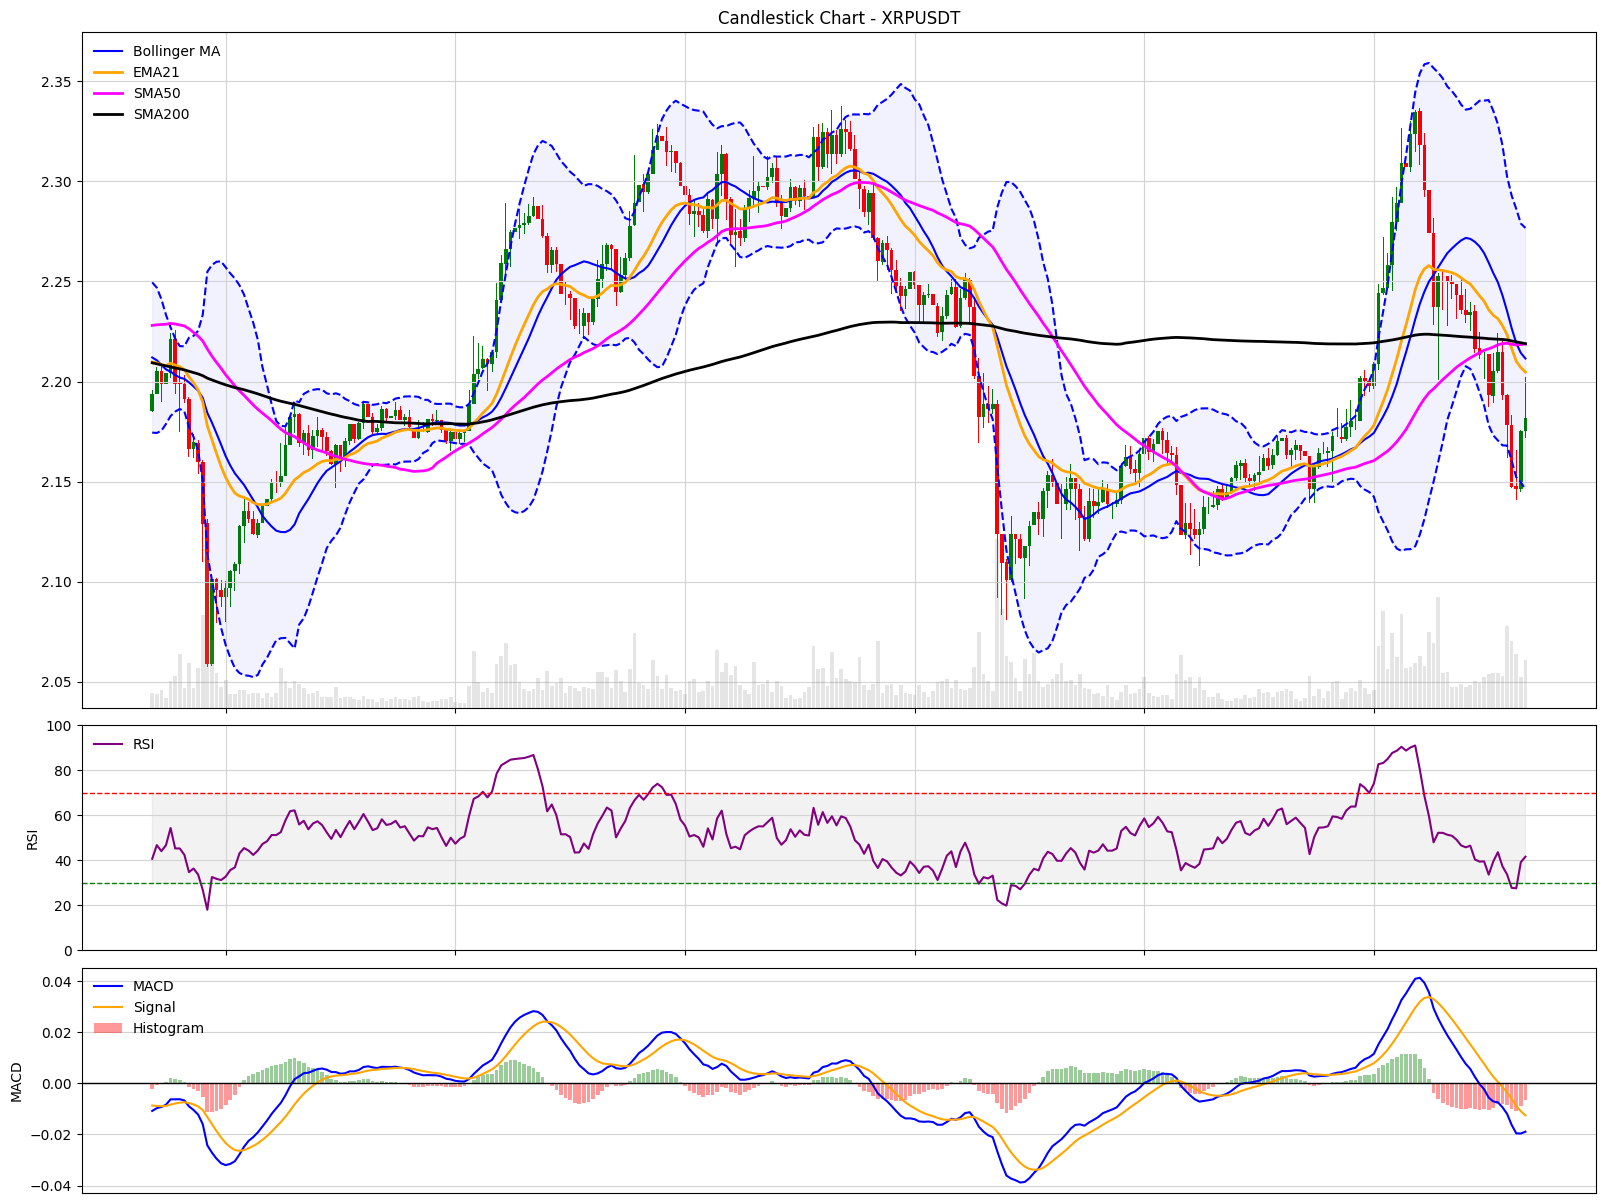 Candlestick Chart - XRPUSDT
Bollinger MA
EMA21
SMA50
SMA200
2.35
2.30
2.25
2.20
2.15
2.10
2.05
RSI
100
80
60
40
20
0
RSI
MACD
Signal
Histogram
0.04
0.02
0.00
−0.02
−0.04
MACD